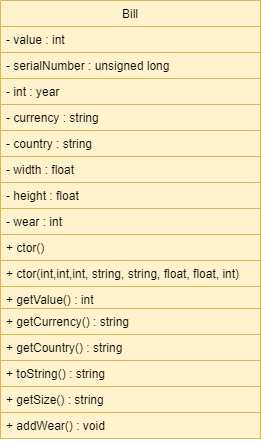 Bill
- value : int
- serialNumber : unsigned long
- int : year
- currency : string
- country : string
- width : float
- height : float
- wear : int
+ ctor()
+ ctor(int,int,int, string, string, float, float, int)
+ getValue() : int
+ getCurrency() : string
+ getCountry() : string
+ toString() : string
+ getSize() : string
+ addWear() : void